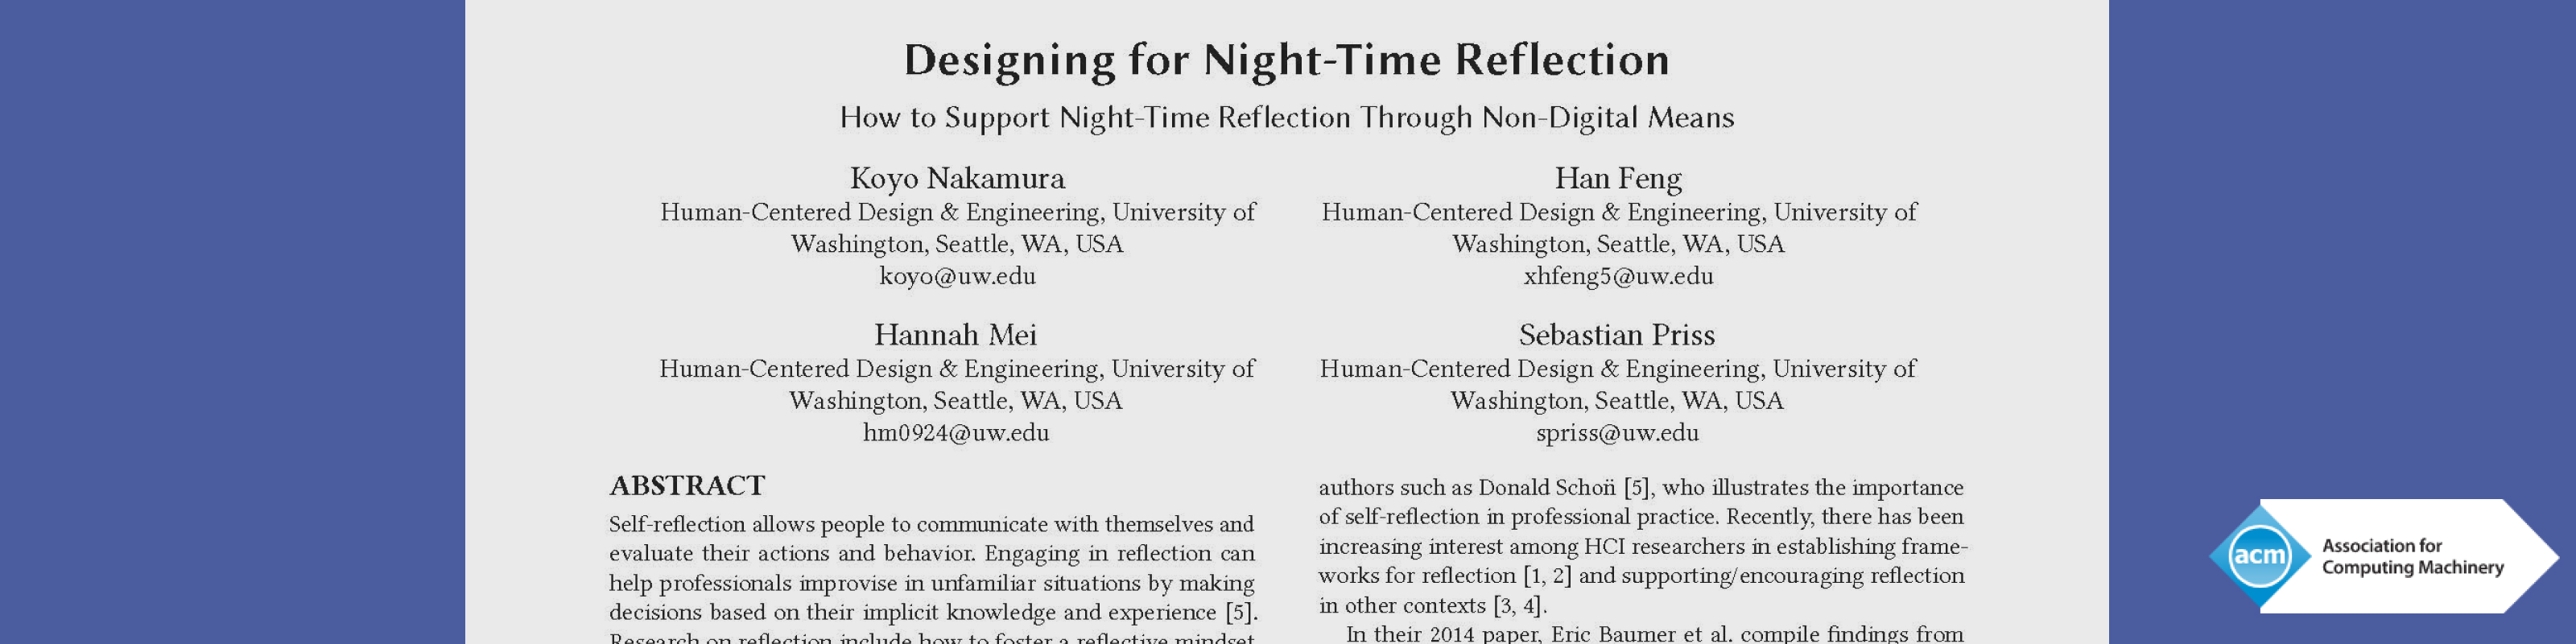 Designing for Night-Time Reflection
How to Support Night-Time Reflection Through Non-Digital Means
Koyo Nakamura
Human-Centered Design & Engineering, University of
Washington, Seattle, WA, USA
koyo@uw.edu
Han Feng
Human-Centered Design & Engineering, University of
Washington, Seattle, WA, USA
xhfeng5@uw.edu
Hannah Mei
Human-Centered Design & Engineering, University of
Washington, Seattle, WA, USA
hm0924@uw.edu
Sebastian Priss
Human-Centered Design & Engineering, University of
Washington, Seattle, WA, USA
spriss@uw.edu
ABSTRACT
Self-reflection allows people to communicate with themselves and
evaluate their actions and behavior. Engaging in reflection can
help professionals improvise in unfamiliar situations by making
decisions based on their implicit knowledge and experience [5].
Research on reflection include how to foster a reflective mindset
authors such as Donald Schon̈ [5], who illustrates the importance
of self-reflection in professional practice. Recently, there has been
increasing interest among HCI researchers in establishing frame-
works for reflection [1, 2] and supporting/encouraging reflection
in other contexts [3, 4].
In their 2014 paper, Eric Baumer et al. compile findings from
acm
Association for
Computing Machinery